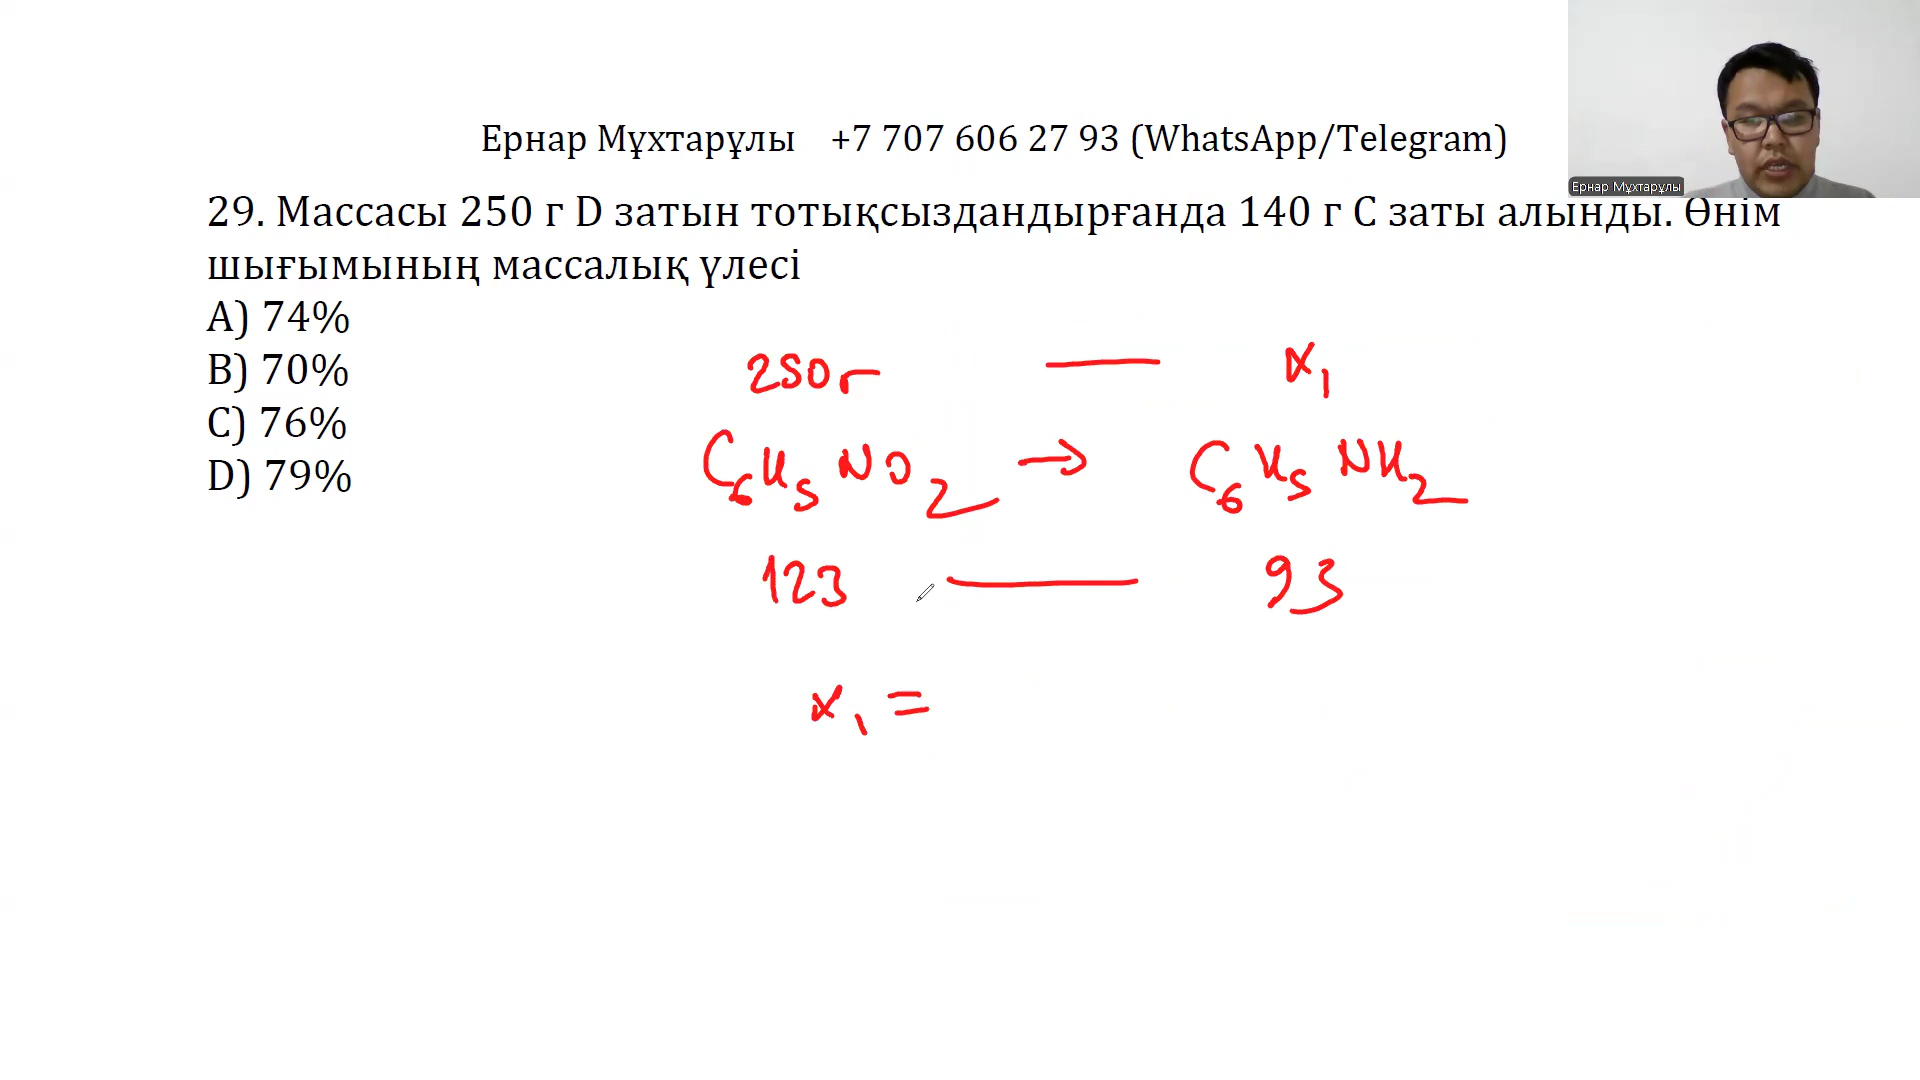 Ернар Мұхтарұлы +7 707 606 27 93 (WhatsApp/Telegram)
Ернар Мұхтарұлы
29. Массасы 250 г D затын тотықсыздандырғанда 140 г С заты алынды. Өнім
шығымының массалық үлесі
A) 74%
B) 70%
C) 76%
D) 79%
250г — x₁
C₆H₅NO₂ → C₆H₅NH₂
123 — 93
x₁ =